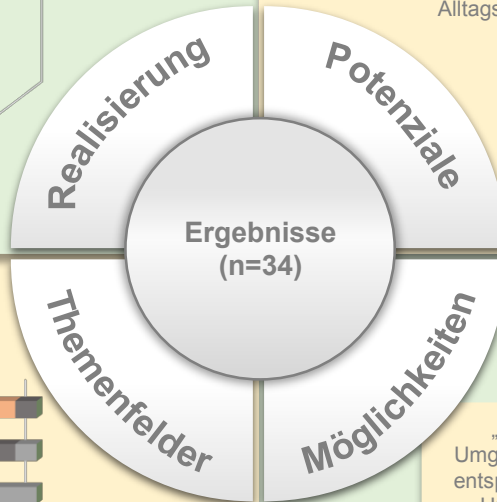 Realisierung
Potenziale
Ergebnisse
(n=34)
Themenfelder
Möglichkeiten